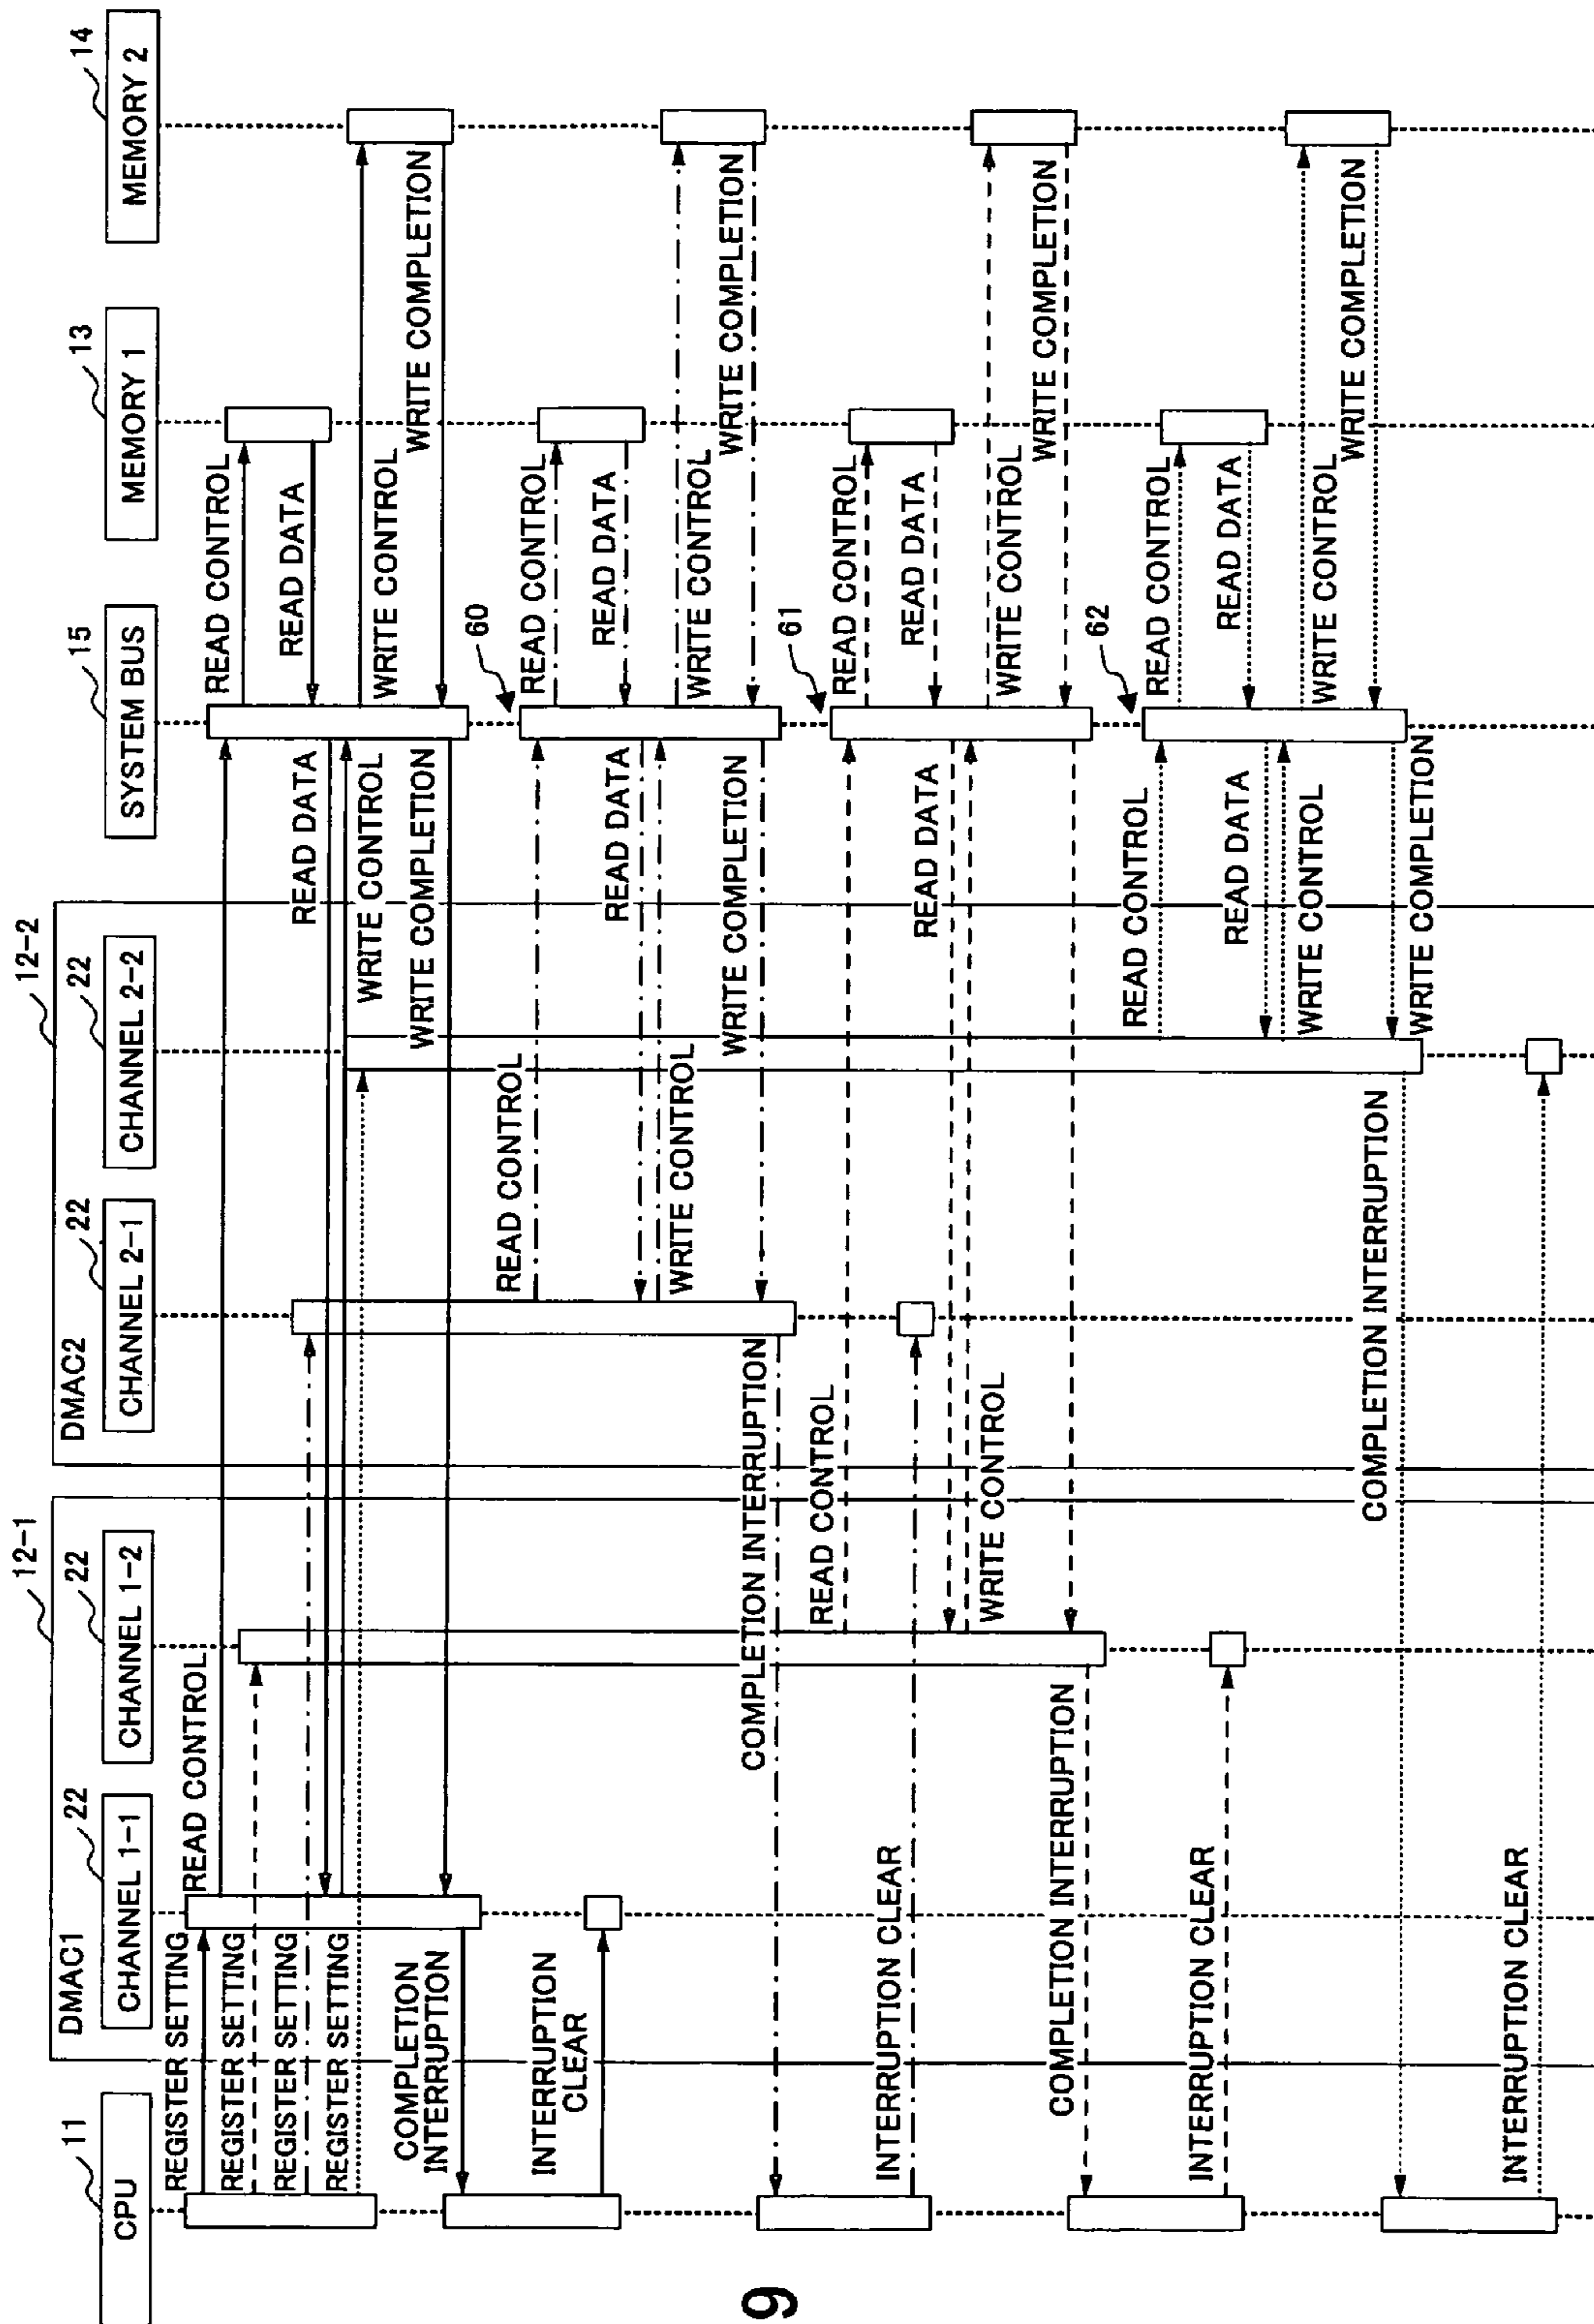 11
CPU
12-1
DMAC1
22
CHANNEL 1-1
22
CHANNEL 1-2
12-2
DMAC2
22
CHANNEL 2-1
22
CHANNEL 2-2
15
SYSTEM BUS
13
MEMORY 1
14
MEMORY 2
REGISTER SETTING
READ CONTROL
READ CONTROL
REGISTER SETTING
REGISTER SETTING
READ DATA
READ DATA
REGISTER SETTING
WRITE CONTROL
WRITE CONTROL
COMPLETION
INTERRUPTION
WRITE COMPLETION
WRITE COMPLETION
60
INTERRUPTION
CLEAR
READ CONTROL
READ CONTROL
READ DATA
READ DATA
WRITE CONTROL
WRITE CONTROL
COMPLETION INTERRUPTION
WRITE COMPLETION
WRITE COMPLETION
61
READ CONTROL
READ CONTROL
INTERRUPTION CLEAR
READ DATA
READ DATA
WRITE CONTROL
WRITE CONTROL
COMPLETION INTERRUPTION
WRITE COMPLETION
62
READ CONTROL
READ CONTROL
INTERRUPTION CLEAR
READ DATA
READ DATA
WRITE CONTROL
WRITE CONTROL
COMPLETION INTERRUPTION
WRITE COMPLETION
WRITE COMPLETION
INTERRUPTION CLEAR
9